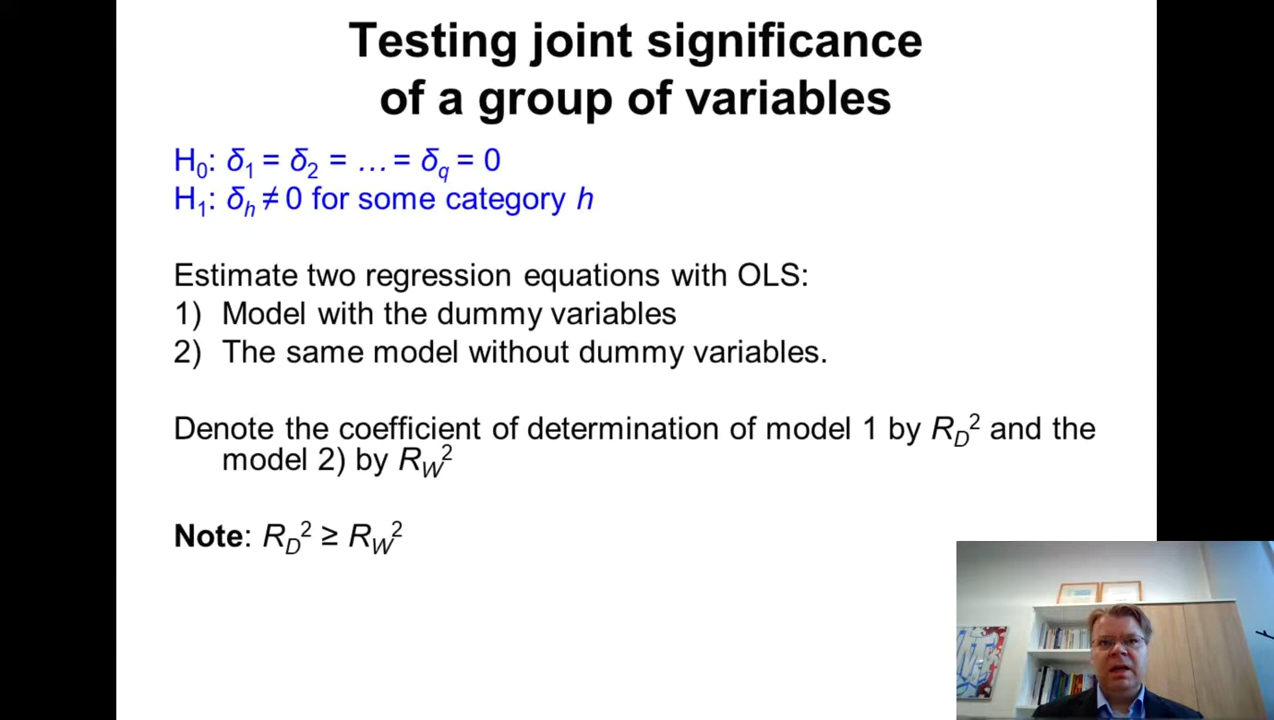 Testing joint significance
of a group of variables
H₀: δ₁ = δ₂ = … = δ_q = 0
H₁: δ_h ≠ 0 for some category h
Estimate two regression equations with OLS:
1) Model with the dummy variables
2) The same model without dummy variables.
Denote the coefficient of determination of model 1 by R_D² and the
model 2) by R_W²
Note: R_D² ≥ R_W²